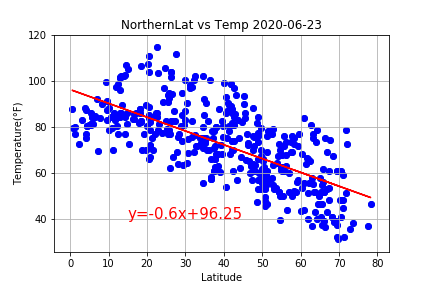 NorthernLat vs Temp 2020-06-23
120
100
80
60
40
Temperature(°F)
y=-0.6x+96.25
0 10 20 30 40 50 60 70 80
Latitude